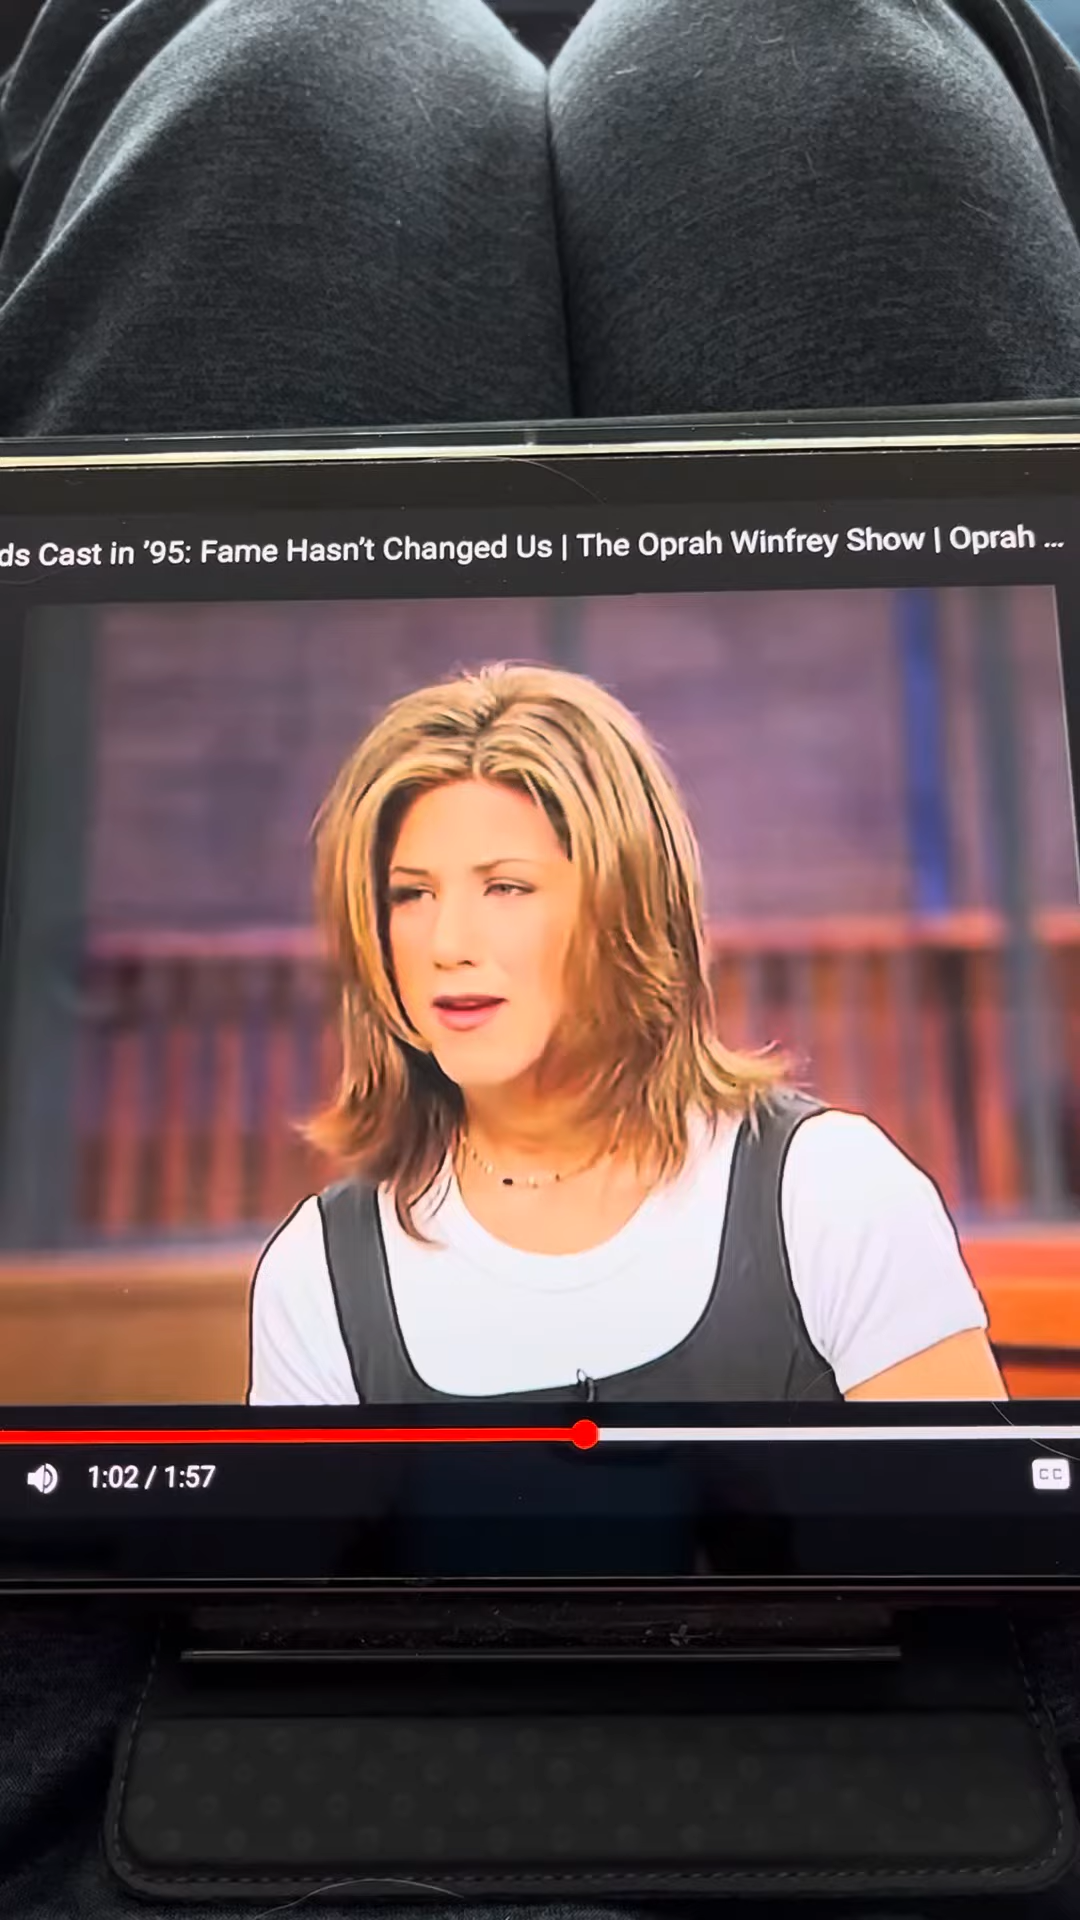 ds Cast in ’95: Fame Hasn’t Changed Us | The Oprah Winfrey Show | Oprah ...
1:02 / 1:57
CC